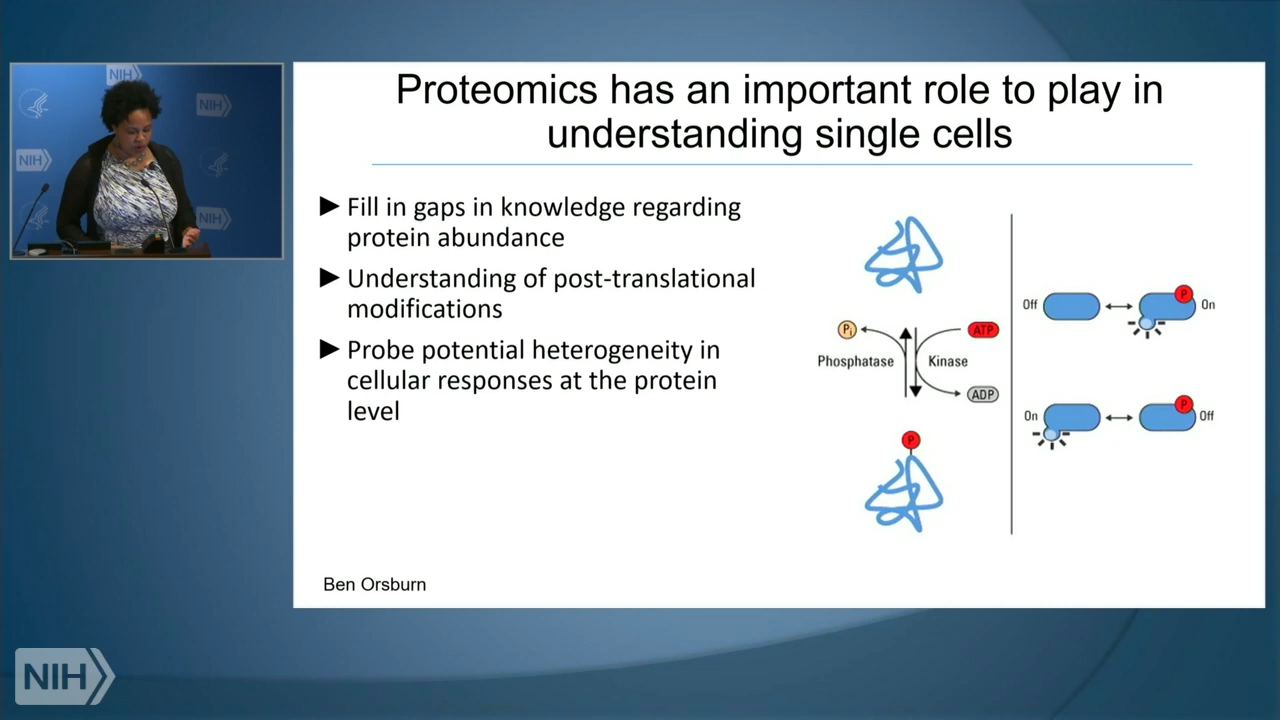 NIH
NIH
NIH
NIH
Proteomics has an important role to play in
understanding single cells
▶ Fill in gaps in knowledge regarding
protein abundance
▶ Understanding of post-translational
modifications
▶ Probe potential heterogeneity in
cellular responses at the protein
level
Pi
ATP
Phosphatase
Kinase
ADP
P
Off
P
On
On
P
Off
Ben Orsburn
NIH